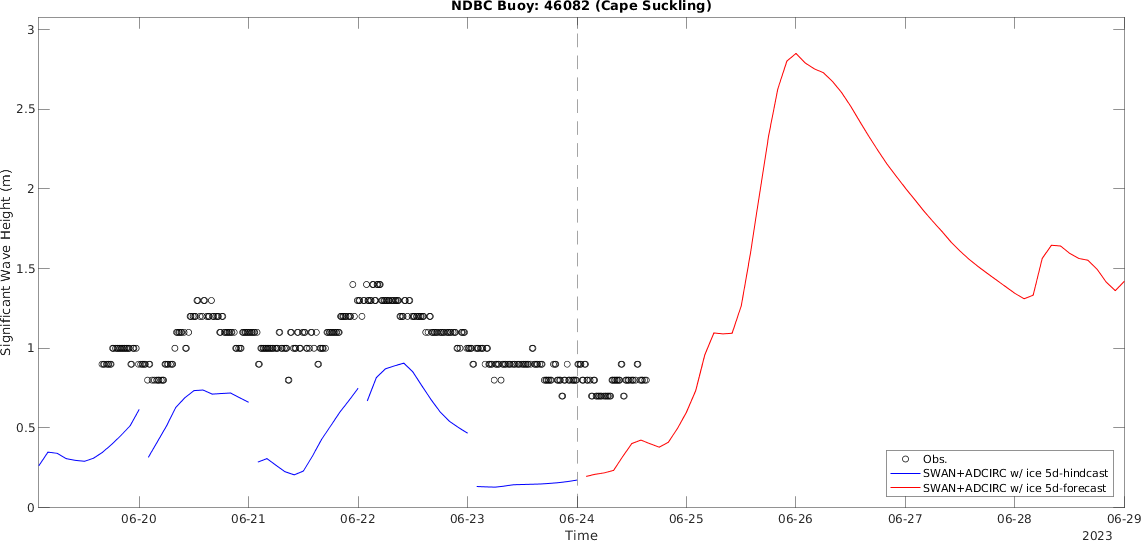 NDBC Buoy: 46082 (Cape Suckling)
3
2.5
2
1.5
1
0.5
0
Significant Wave Height (m)
06-20 06-21 06-22 06-23 06-24 06-25 06-26 06-27 06-28 06-29
Time
2023
Obs.
SWAN+ADCIRC w/ ice 5d-hindcast
SWAN+ADCIRC w/ ice 5d-forecast